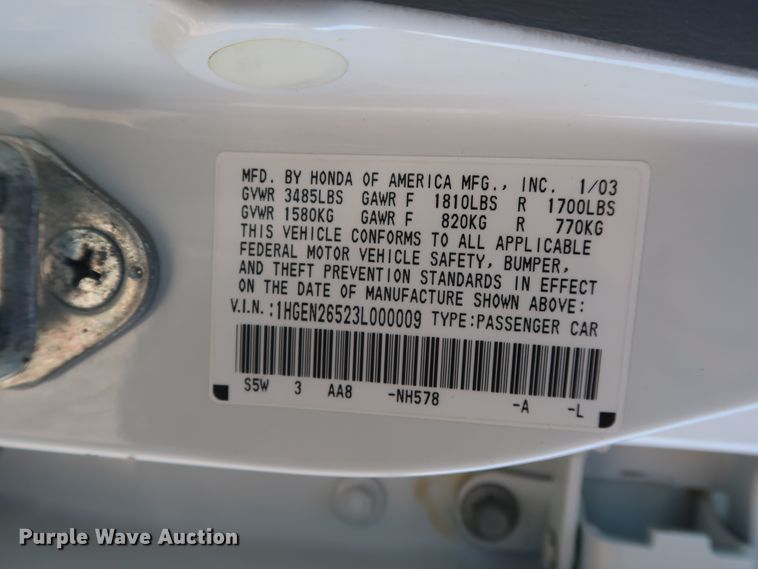 MFD. BY HONDA OF AMERICA MFG., INC. 1/03
GVWR 3485LBS GAWR F 1810LBS R 1700LBS
GVWR 1580KG GAWR F 820KG R 770KG
THIS VEHICLE CONFORMS TO ALL APPLICABLE
FEDERAL MOTOR VEHICLE SAFETY, BUMPER,
AND THEFT PREVENTION STANDARDS IN EFFECT
ON THE DATE OF MANUFACTURE SHOWN ABOVE:
V.I.N.:1HGEN26523L000009 TYPE:PASSENGER CAR
S5W 3 AA8 -NH578 -A -L
Purple Wave Auction